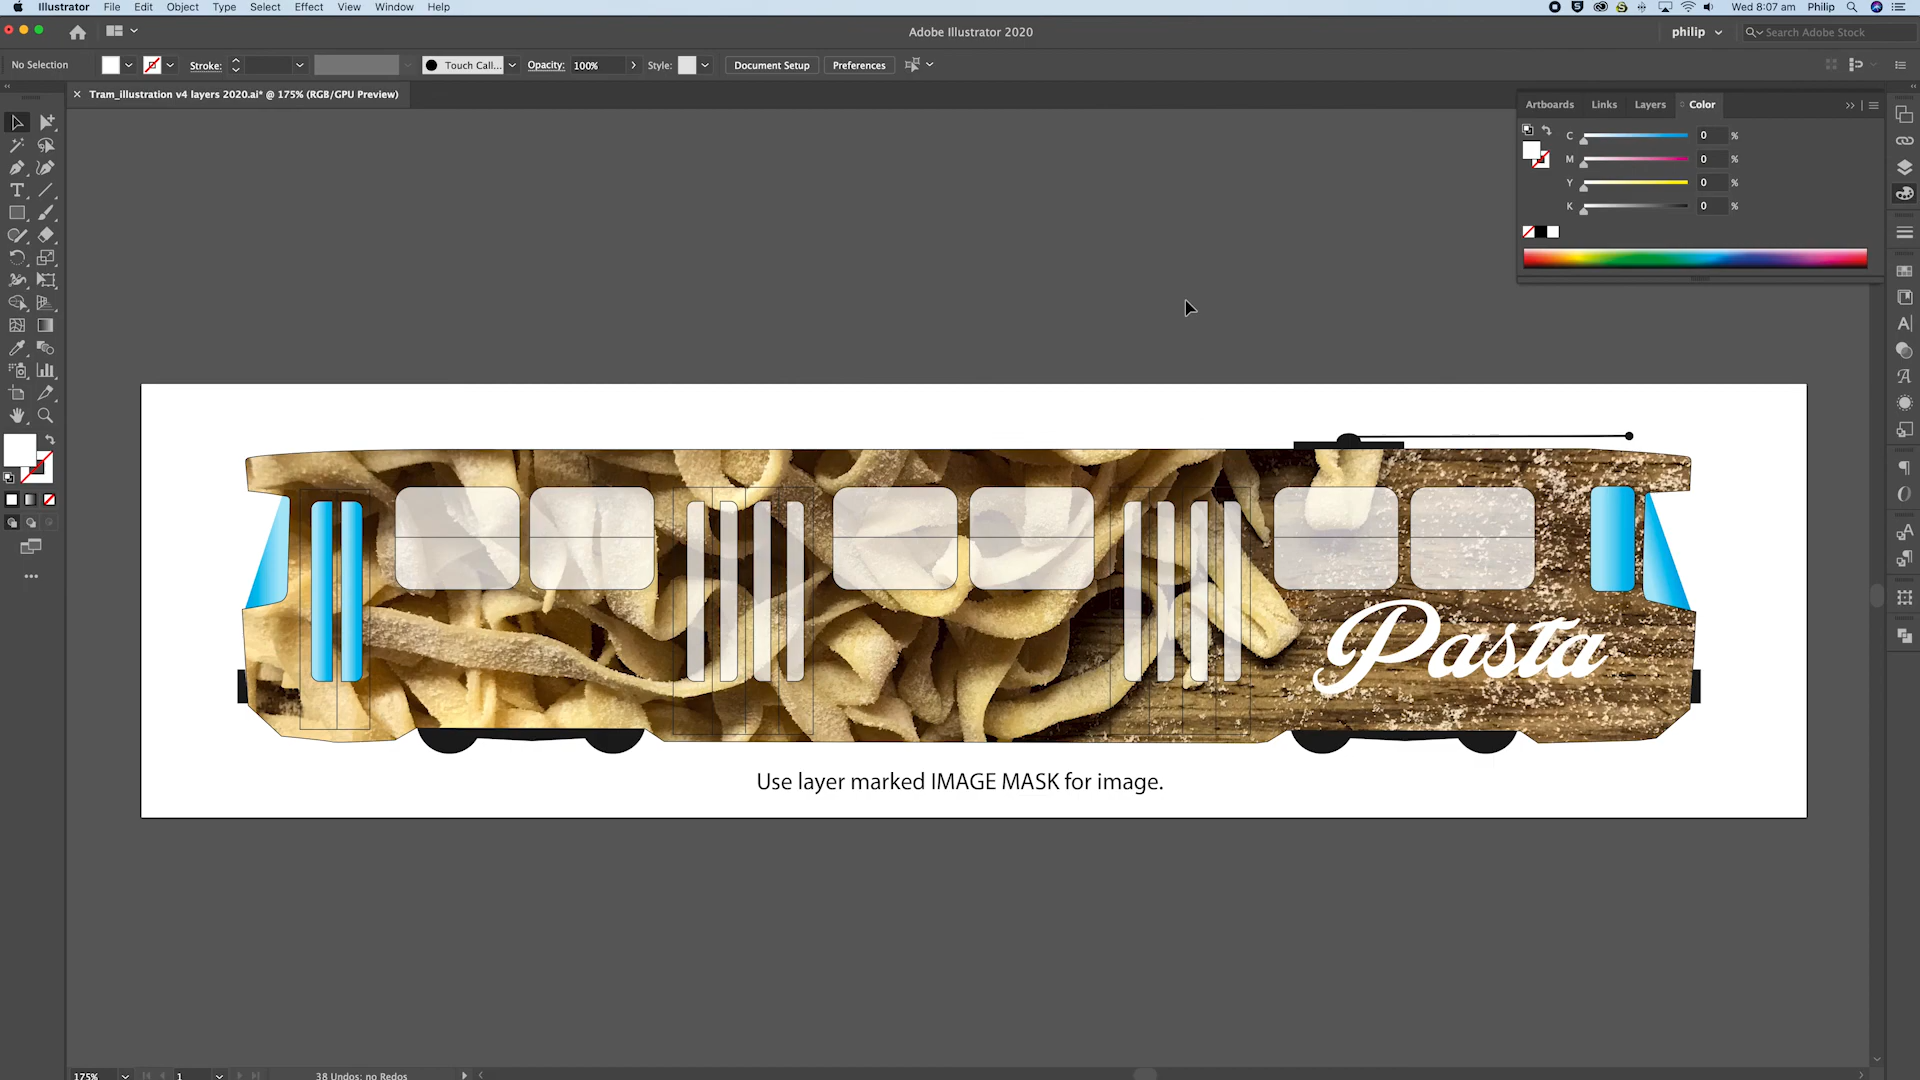 Illustrator File Edit Object Type Select Effect View Window Help Wed 8:07 am Philip
Adobe Illustrator 2020
philip
Search Adobe Stock
No Selection
Stroke:
Touch Call...
Opacity: 100%
Style:
Document Setup
Preferences
× Tram_illustration v4 layers 2020.ai* @ 175% (RGB/GPU Preview)
Artboards Links Layers Color
C 0 %
M 0 %
Y 0 %
K 0 %
Pasta
Use layer marked IMAGE MASK for image.
175% 1 38 Undos: no Redos